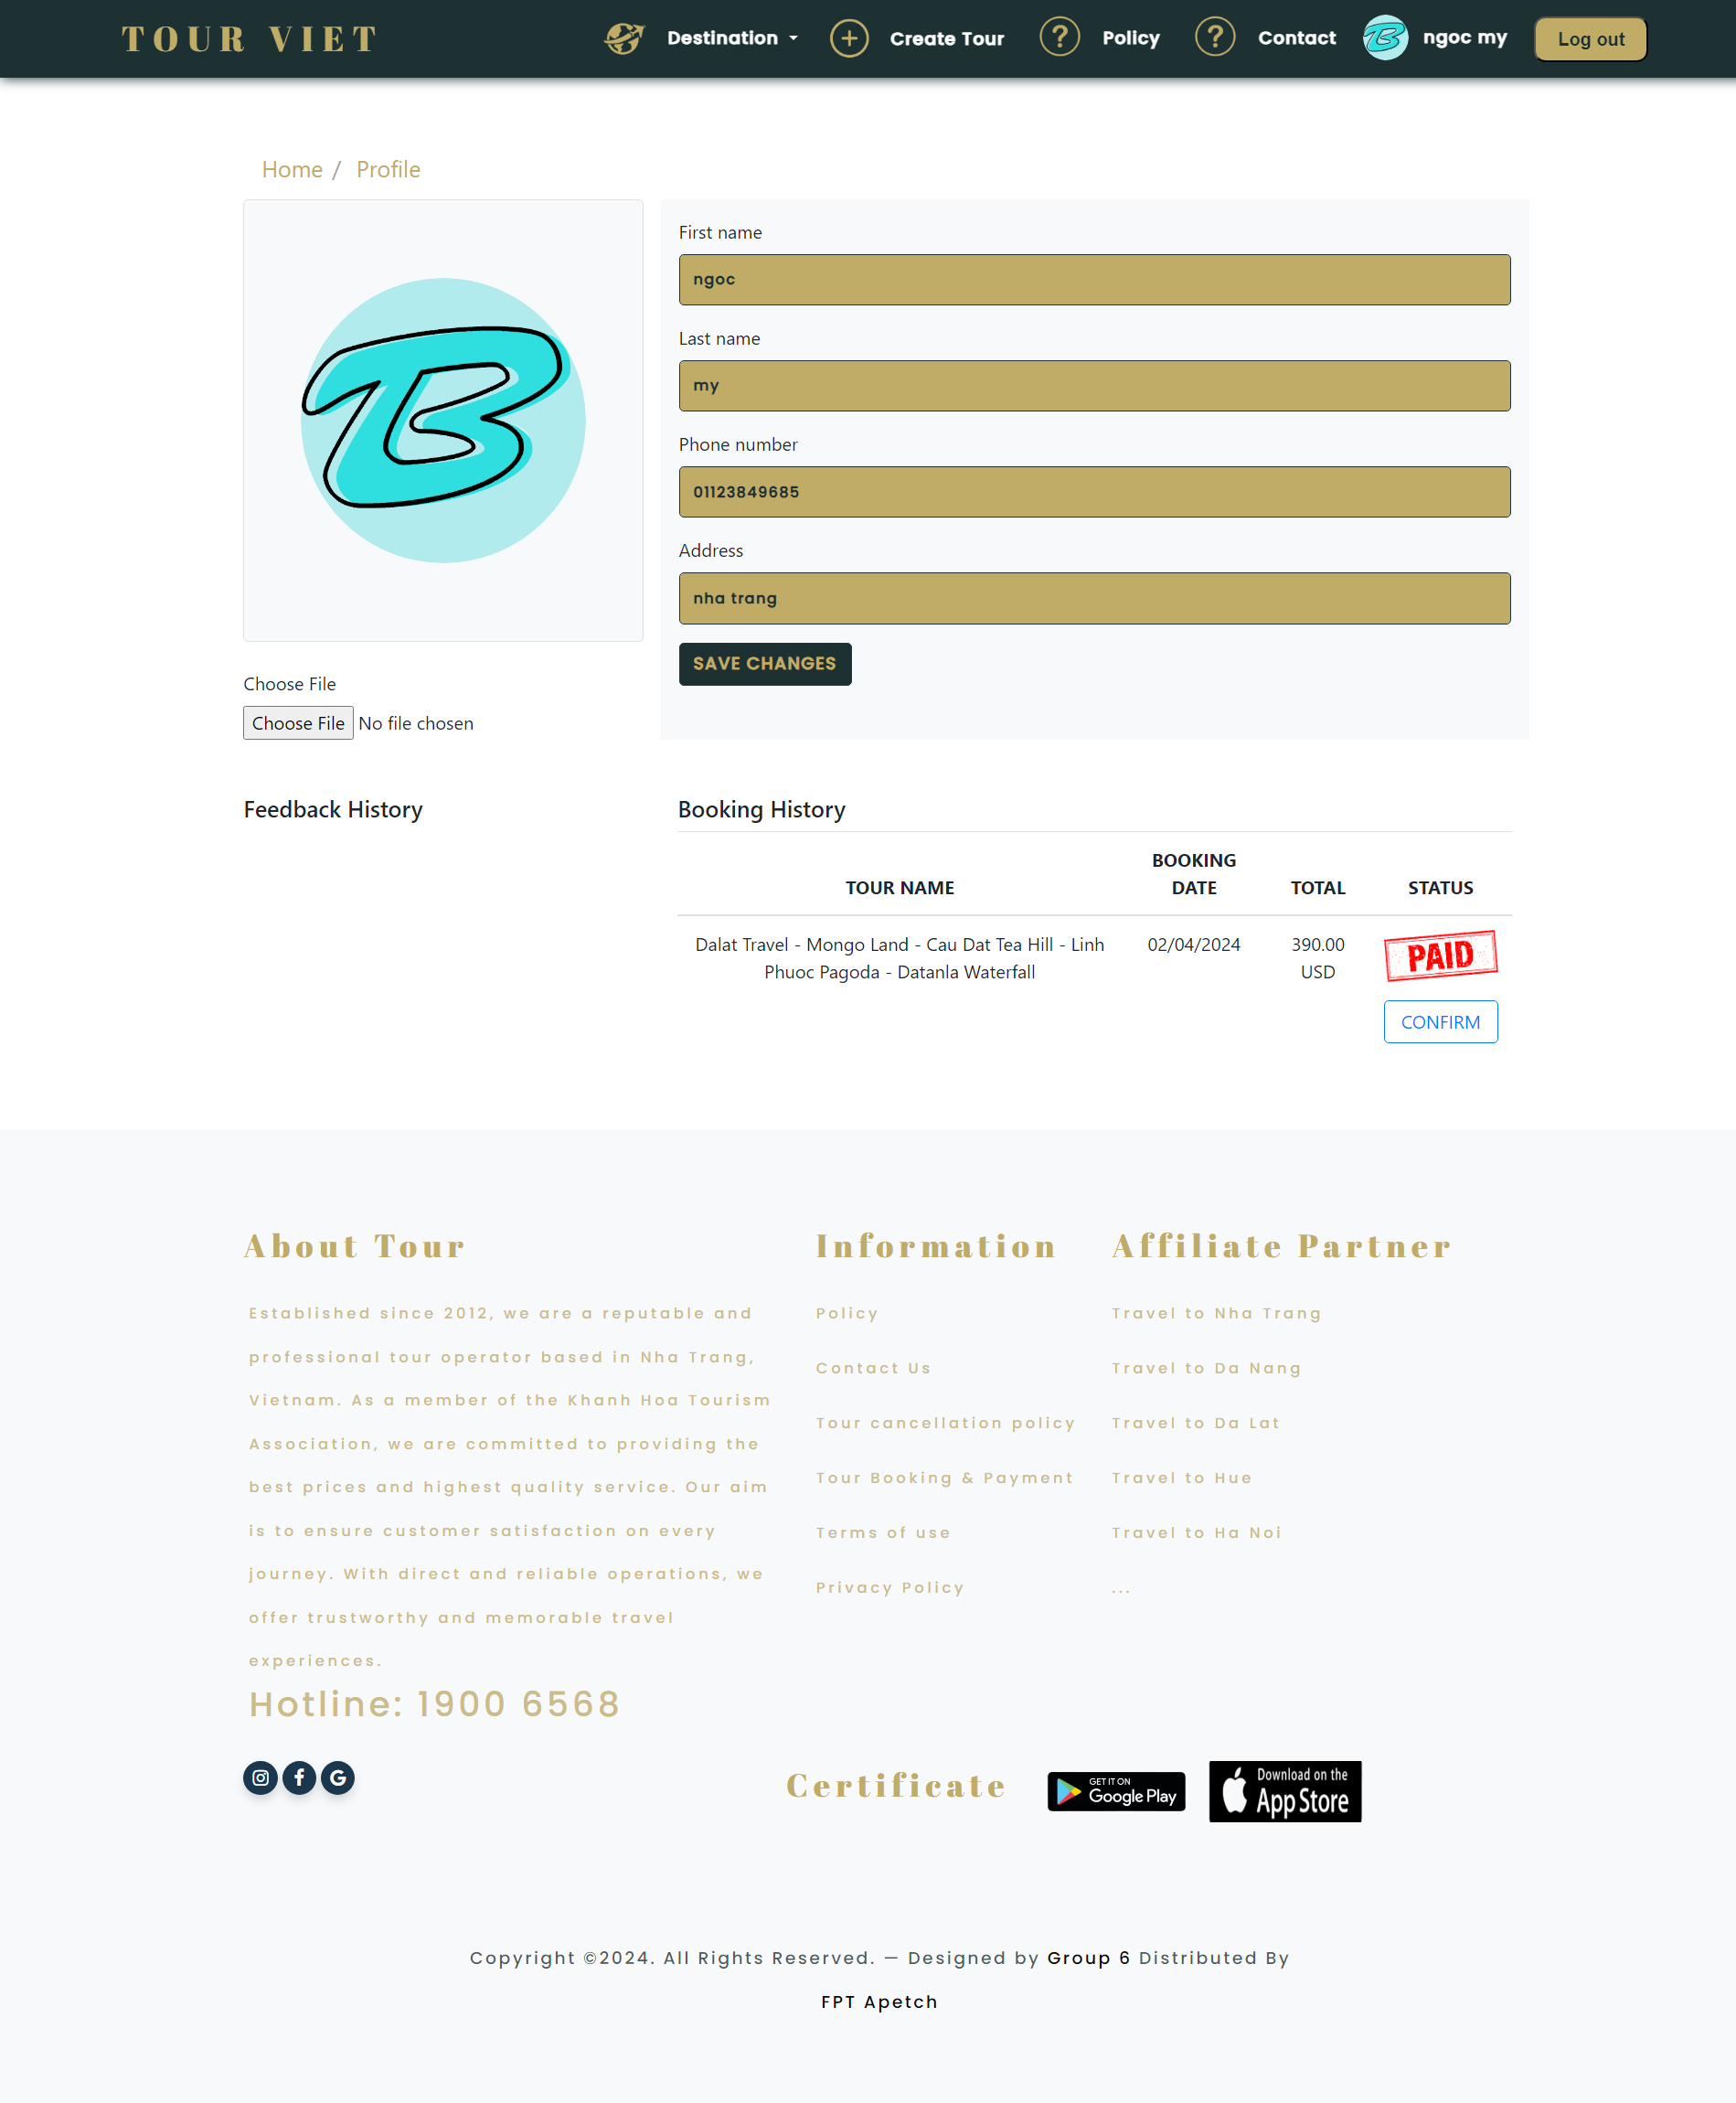 TOUR VIET
Destination
Create Tour
Policy
Contact
ngoc my
Log out
Home / Profile
First name
ngoc
Last name
my
Phone number
01123849685
Address
nha trang
SAVE CHANGES
Choose File
Choose File No file chosen
Feedback History
Booking History
BOOKING
TOUR NAME DATE TOTAL STATUS
Dalat Travel - Mongo Land - Cau Dat Tea Hill - Linh 02/04/2024 390.00 PAID
Phuoc Pagoda - Datanla Waterfall USD
CONFIRM
About Tour
Established since 2012, we are a reputable and
professional tour operator based in Nha Trang,
Vietnam. As a member of the Khanh Hoa Tourism
Association, we are committed to providing the
best prices and highest quality service. Our aim
is to ensure customer satisfaction on every
journey. With direct and reliable operations, we
offer trustworthy and memorable travel
experiences.
Hotline: 1900 6568
Information
Policy
Contact Us
Tour cancellation policy
Tour Booking & Payment
Terms of use
Privacy Policy
Affiliate Partner
Travel to Nha Trang
Travel to Da Nang
Travel to Da Lat
Travel to Hue
Travel to Ha Noi
...
Certificate
GET IT ON
Google Play
Download on the
App Store
Copyright ©2024. All Rights Reserved. — Designed by Group 6 Distributed By
FPT Apetch